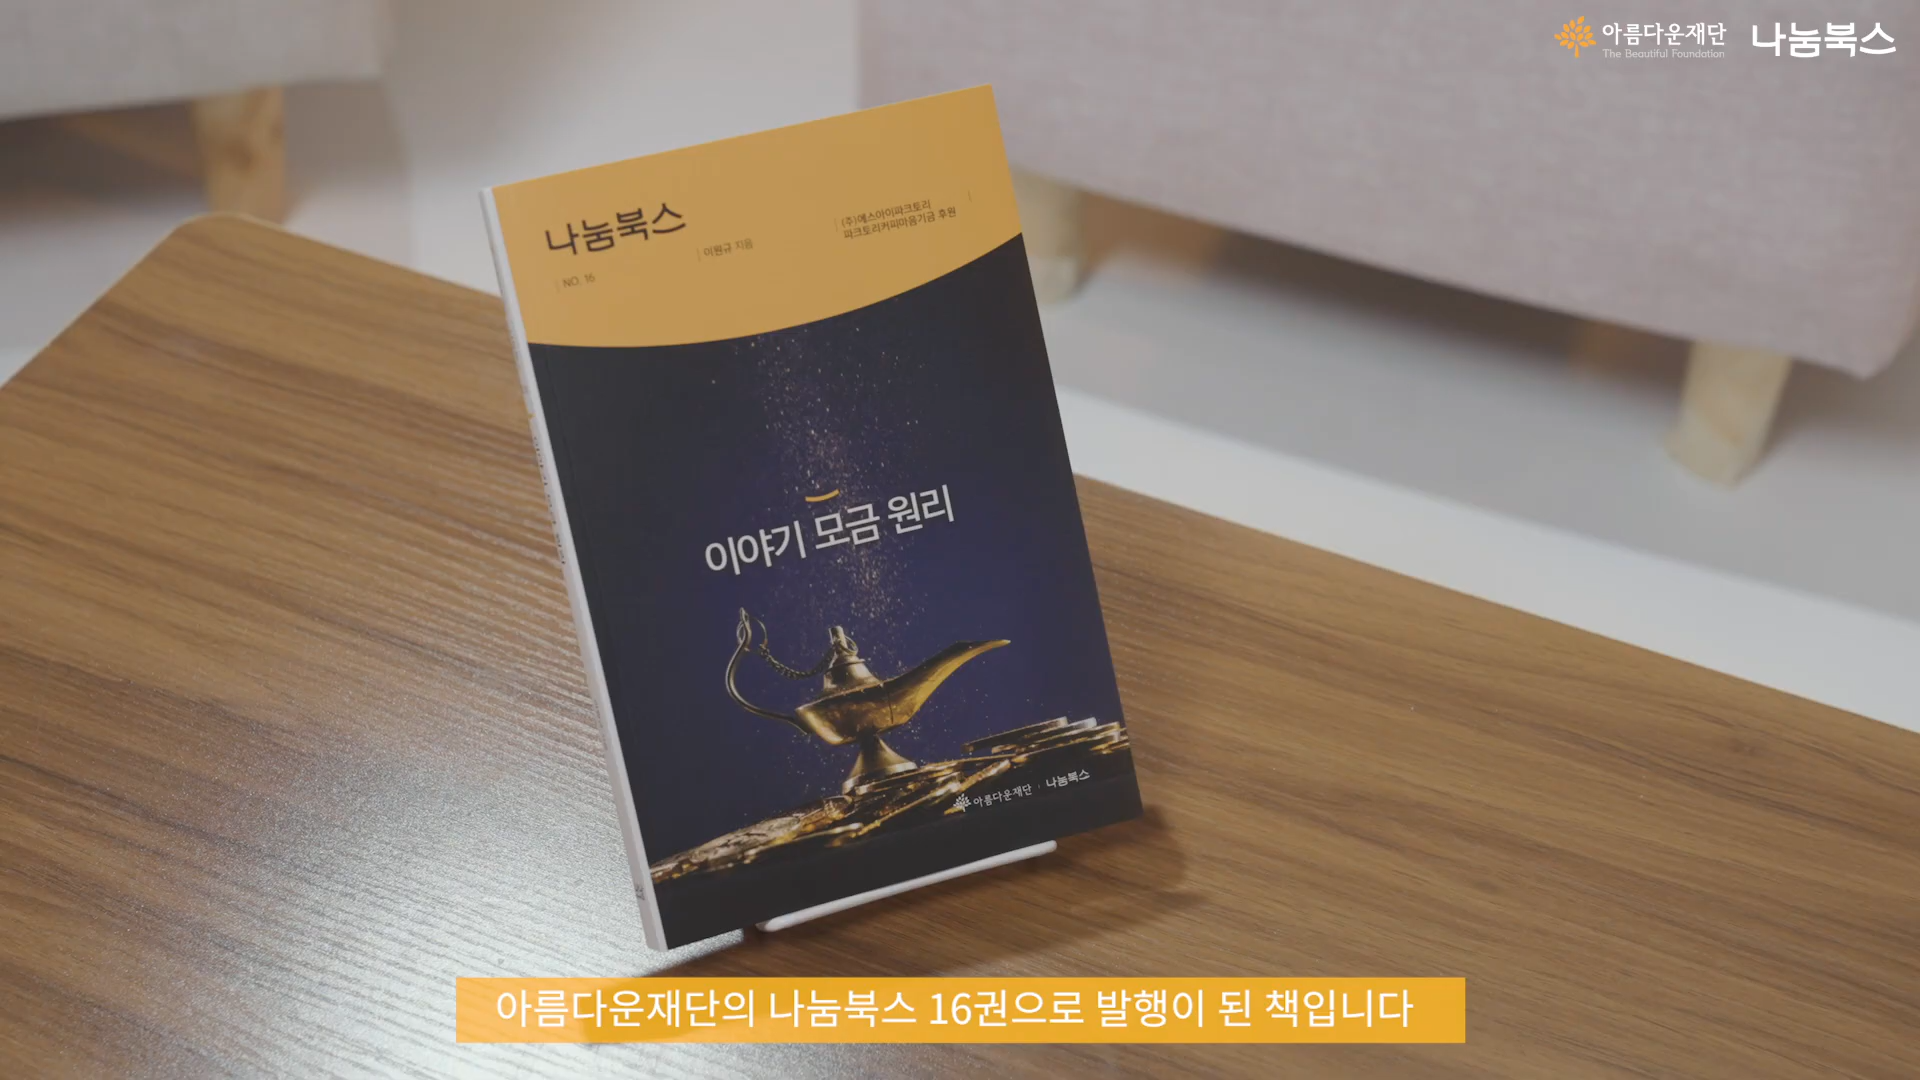 아름다운재단
The Beautiful Foundation
나눔북스
나눔북스
NO. 16
이원규 지음
(주)에스아이파크토리
파크토리커피마음기금 후원
이야기 모금 원리
아름다운재단
나눔북스
아름다운재단의 나눔북스 16권으로 발행이 된 책입니다